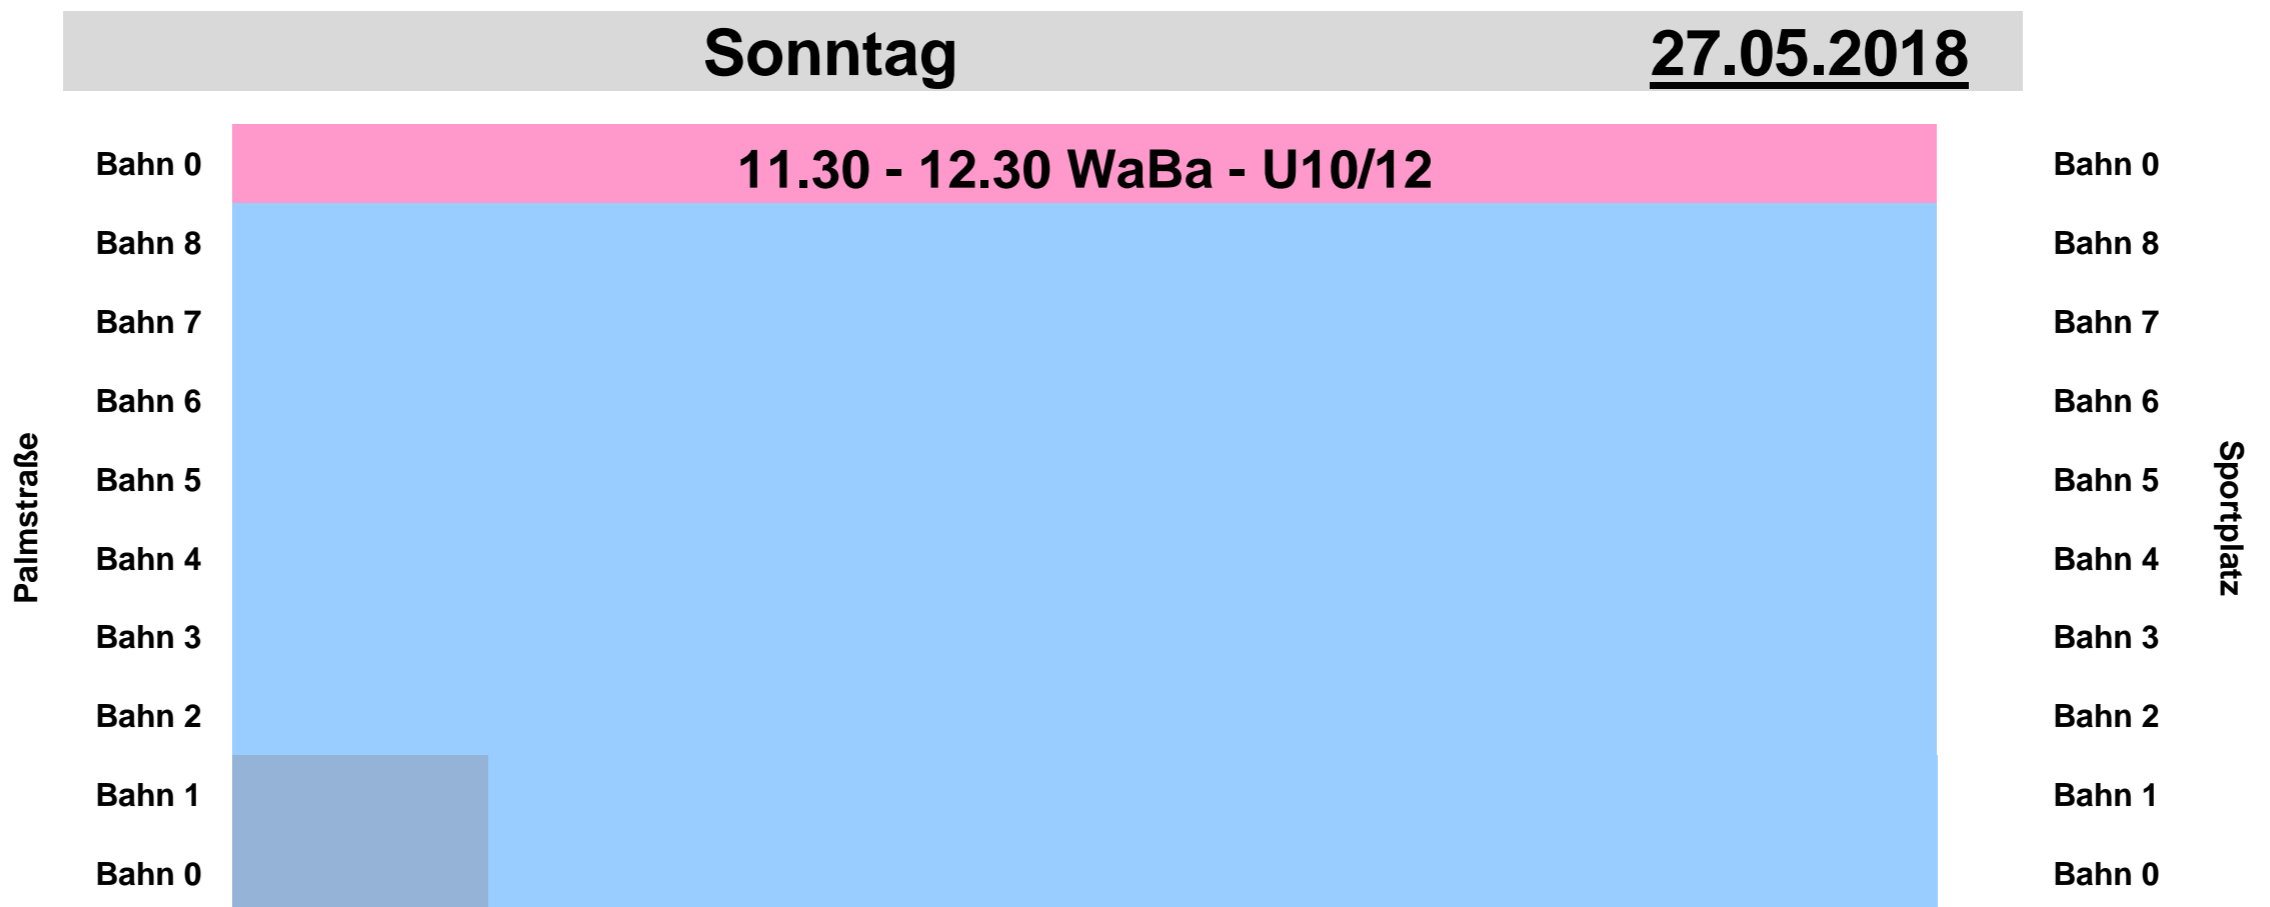 Sonntag 27.05.2018
Bahn 0 11.30 - 12.30 WaBa - U10/12 Bahn 0
Bahn 8 Bahn 8
Bahn 7 Bahn 7
Bahn 6 Bahn 6
Palmstraße
Bahn 5 Bahn 5
Sportplatz
Bahn 4 Bahn 4
Bahn 3 Bahn 3
Bahn 2 Bahn 2
Bahn 1 Bahn 1
Bahn 0 Bahn 0